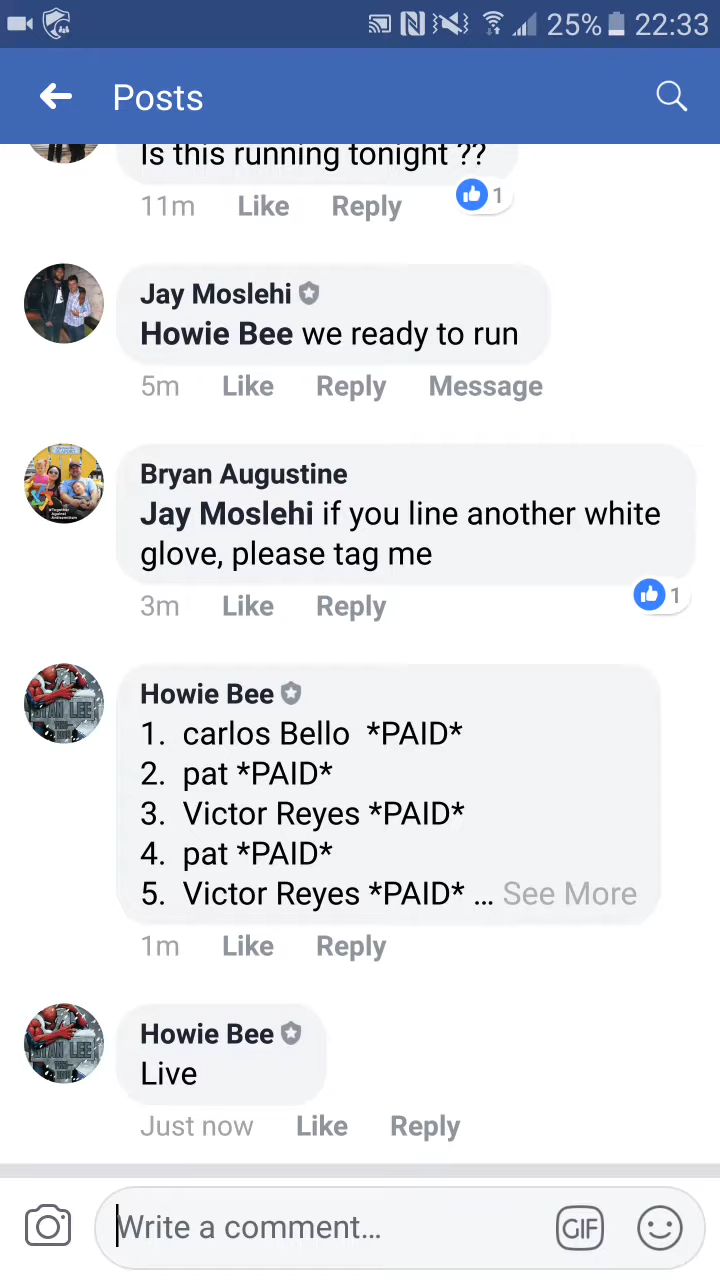 25% 22:33
Posts
Is this running tonight ??
11m Like Reply 1
Jay Moslehi
Howie Bee we ready to run
5m Like Reply Message
Bryan Augustine
Jay Moslehi if you line another white
glove, please tag me
3m Like Reply 1
Howie Bee
1. carlos Bello *PAID*
2. pat *PAID*
3. Victor Reyes *PAID*
4. pat *PAID*
5. Victor Reyes *PAID* ... See More
1m Like Reply
Howie Bee
Live
Just now Like Reply
Write a comment...
GIF